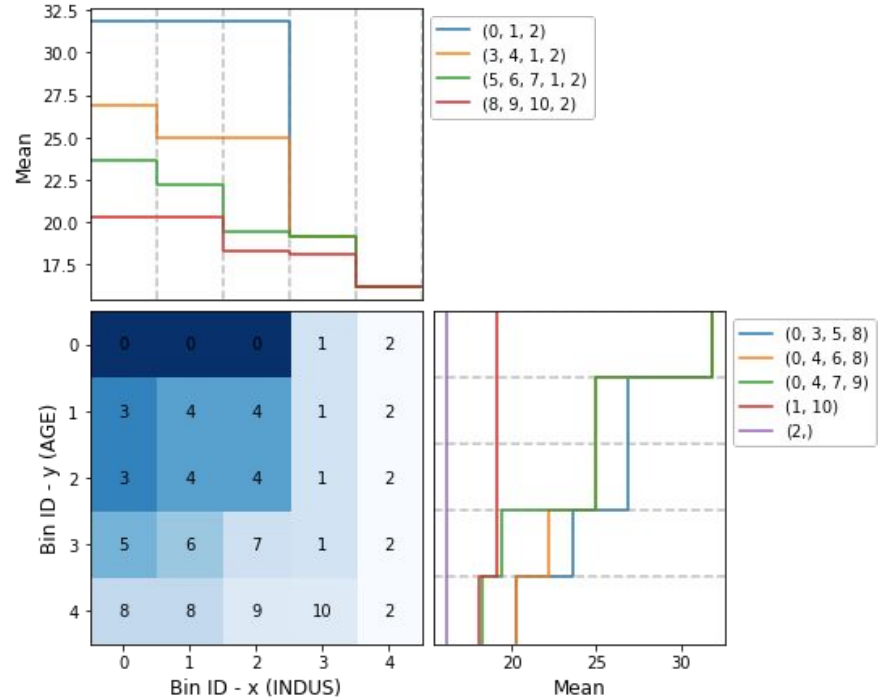 32.5
30.0
27.5
25.0
22.5
20.0
17.5
Mean
(0, 1, 2)
(3, 4, 1, 2)
(5, 6, 7, 1, 2)
(8, 9, 10, 2)
0 0 0 0 1 2
1 3 4 4 1 2
2 3 4 4 1 2
3 5 6 7 1 2
4 8 8 9 10 2
Bin ID - y (AGE)
0 1 2 3 4
Bin ID - x (INDUS)
(0, 3, 5, 8)
(0, 4, 6, 8)
(0, 4, 7, 9)
(1, 10)
(2,)
20 25 30
Mean